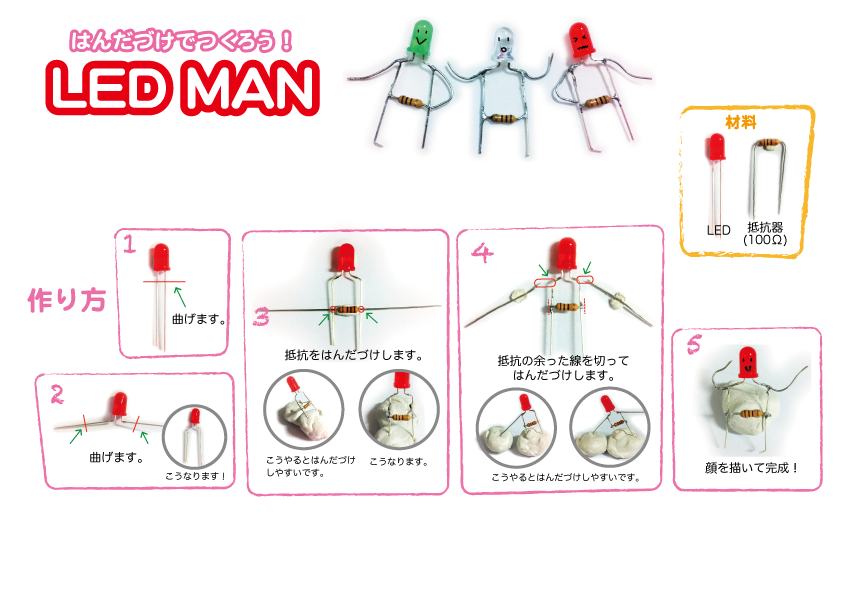 はんだづけでつくろう！
LED MAN
材料
LED
抵抗器
(100Ω)
作り方
1
曲げます。
2
曲げます。
こうなります！
3
抵抗をはんだづけします。
こうやるとはんだづけ
しやすいです。
こうなります。
4
抵抗の余った線を切って
はんだづけします。
こうやるとはんだづけしやすいです。
5
顔を描いて完成！